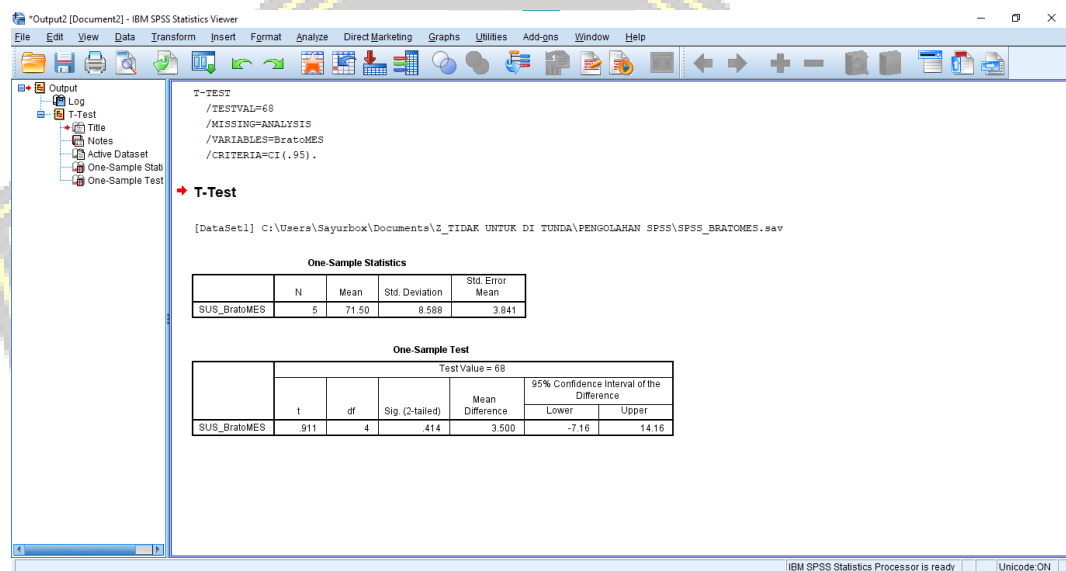 *Output2 [Document2] - IBM SPSS Statistics Viewer
File Edit View Data Transform Insert Format Analyze Direct Marketing Graphs Utilities Add-ons Window Help
Output
Log
T-Test
Title
Notes
Active Dataset
One-Sample Stati
One-Sample Test
T-TEST
/TESTVAL=68
/MISSING=ANALYSIS
/VARIABLES=BratoMES
/CRITERIA=CI(.95).
T-Test
[DataSet1] C:\Users\Sayurbox\Documents\Z_TIDAK UNTUK DI TUNDA\PENGOLAHAN SPSS\SPSS_BRATOMES.sav
One-Sample Statistics
N Mean Std. Deviation Std. Error Mean
SUS_BratoMES 5 71.50 8.588 3.841
One-Sample Test
Test Value = 68
95% Confidence Interval of the Difference
t df Sig. (2-tailed) Mean Difference Lower Upper
SUS_BratoMES .911 4 .414 3.500 -7.16 14.16
IBM SPSS Statistics Processor is ready Unicode:ON